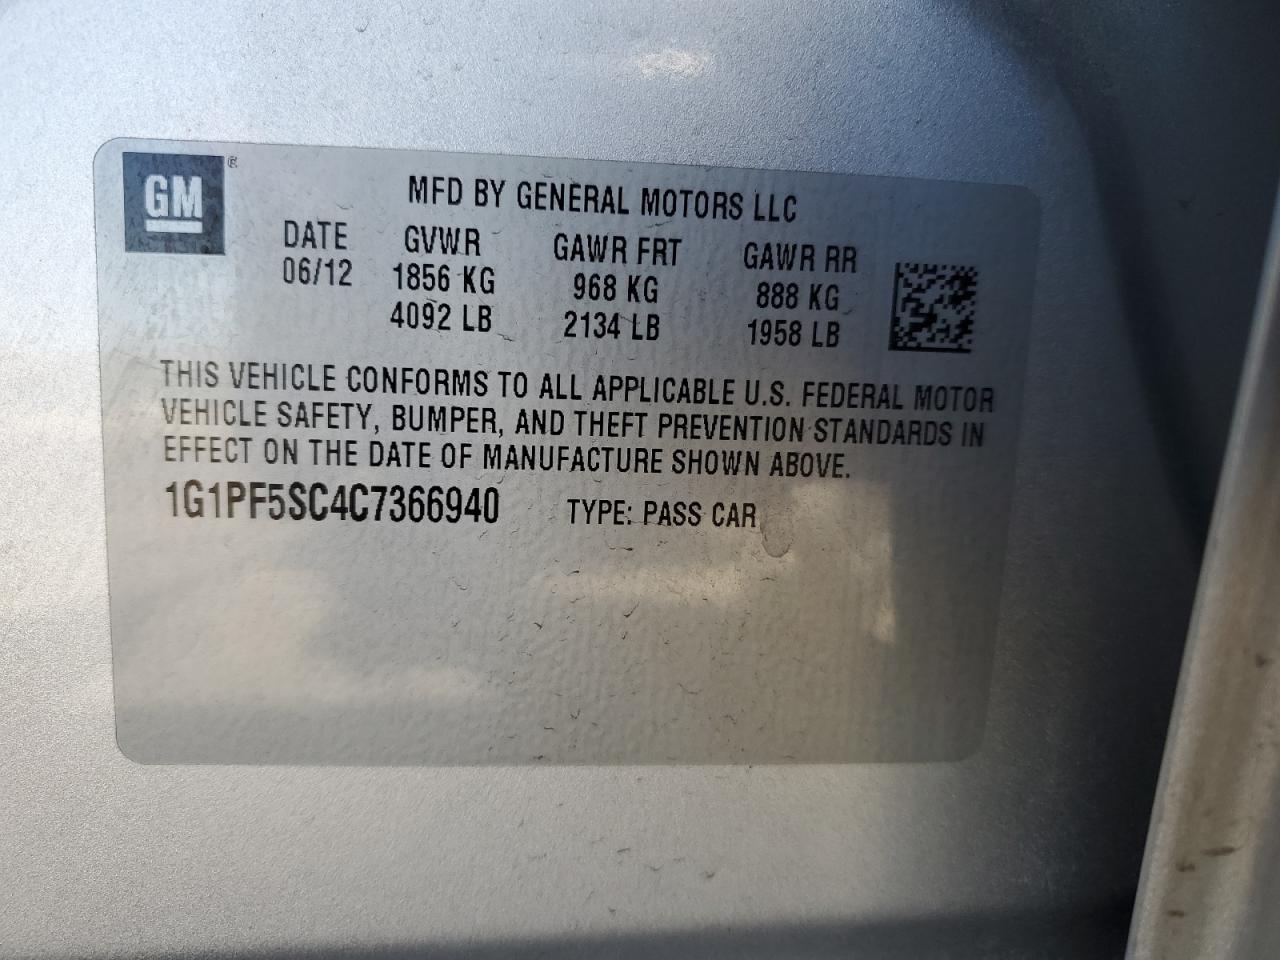 GM ®
MFD BY GENERAL MOTORS LLC
DATE GVWR GAWR FRT GAWR RR
06/12 1856 KG 968 KG 888 KG
4092 LB 2134 LB 1958 LB
THIS VEHICLE CONFORMS TO ALL APPLICABLE U.S. FEDERAL MOTOR
VEHICLE SAFETY, BUMPER, AND THEFT PREVENTION STANDARDS IN
EFFECT ON THE DATE OF MANUFACTURE SHOWN ABOVE.
1G1PF5SC4C7366940 TYPE: PASS CAR